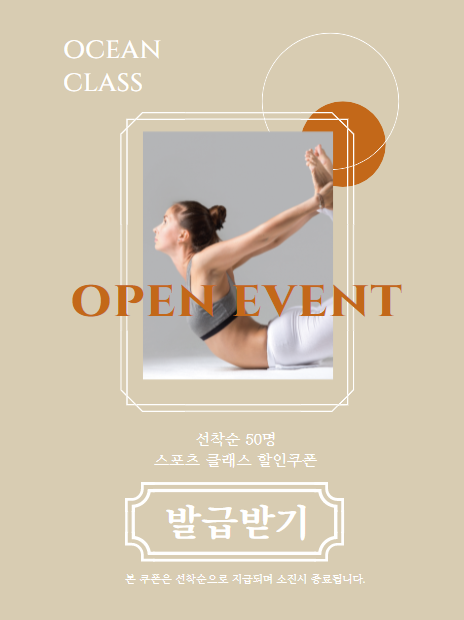 OCEAN
CLASS
OPEN EVENT
선착순 50명
스포츠 클래스 할인쿠폰
발급받기
본 쿠폰은 선착순으로 지급되며 소진시 종료됩니다.